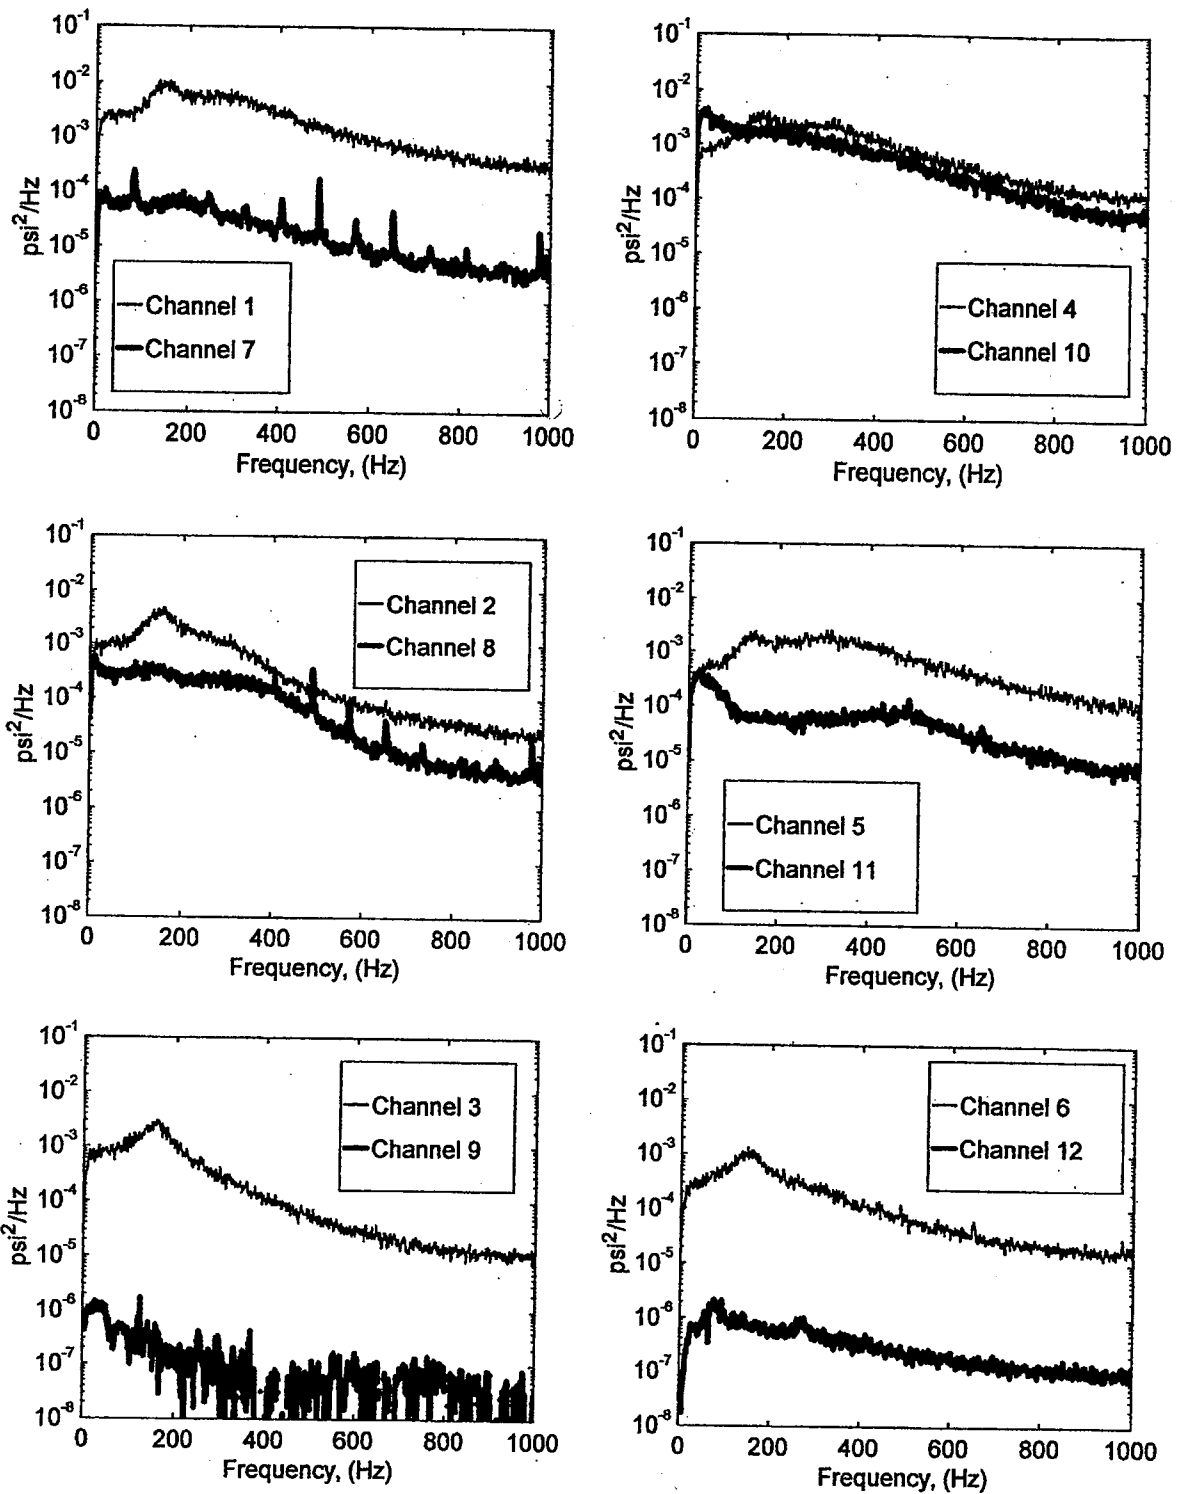 10-1
10-2
10-3
10-4
10-5
10-6
10-7
10-8
psi2/Hz
Channel 1
Channel 7
0 200 400 600 800 1000
Frequency, (Hz)
10-1
10-2
10-3
10-4
10-5
10-6
10-7
10-8
psi2/Hz
Channel 4
Channel 10
0 200 400 600 800 1000
Frequency, (Hz)
10-1
10-2
10-3
10-4
10-5
10-6
10-7
10-8
psi2/Hz
Channel 2
Channel 8
0 200 400 600 800 1000
Frequency, (Hz)
10-1
10-2
10-3
10-4
10-5
10-6
10-7
10-8
psi2/Hz
Channel 5
Channel 11
0 200 400 600 800 1000
Frequency, (Hz)
10-1
10-2
10-3
10-4
10-5
10-6
10-7
10-8
psi2/Hz
Channel 3
Channel 9
0 200 400 600 800 1000
Frequency, (Hz)
10-1
10-2
10-3
10-4
10-5
10-6
10-7
10-8
psi2/Hz
Channel 6
Channel 12
0 200 400 600 800 1000
Frequency, (Hz)